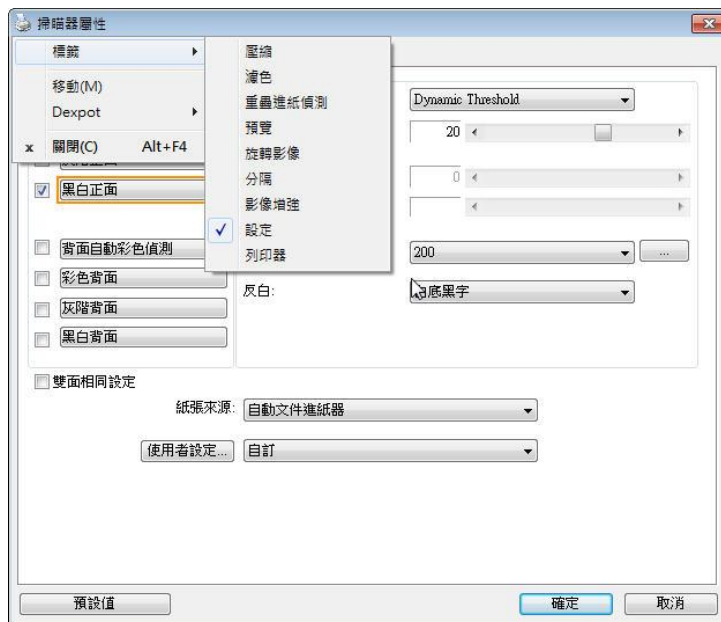 掃瞄器屬性
標籤
移動(M)
Dexpot
x 關閉(C) Alt+F4
壓縮
濾色
重疊進紙偵測
預覽
旋轉影像
分隔
影像增強
設定
列印器
Dynamic Threshold
20
0
黑白正面
背面自動彩色偵測
彩色背面
灰階背面
黑白背面
200
...
反白:
底黑字
雙面相同設定
紙張來源: 自動文件進紙器
使用者設定... 自訂
預設值
確定
取消